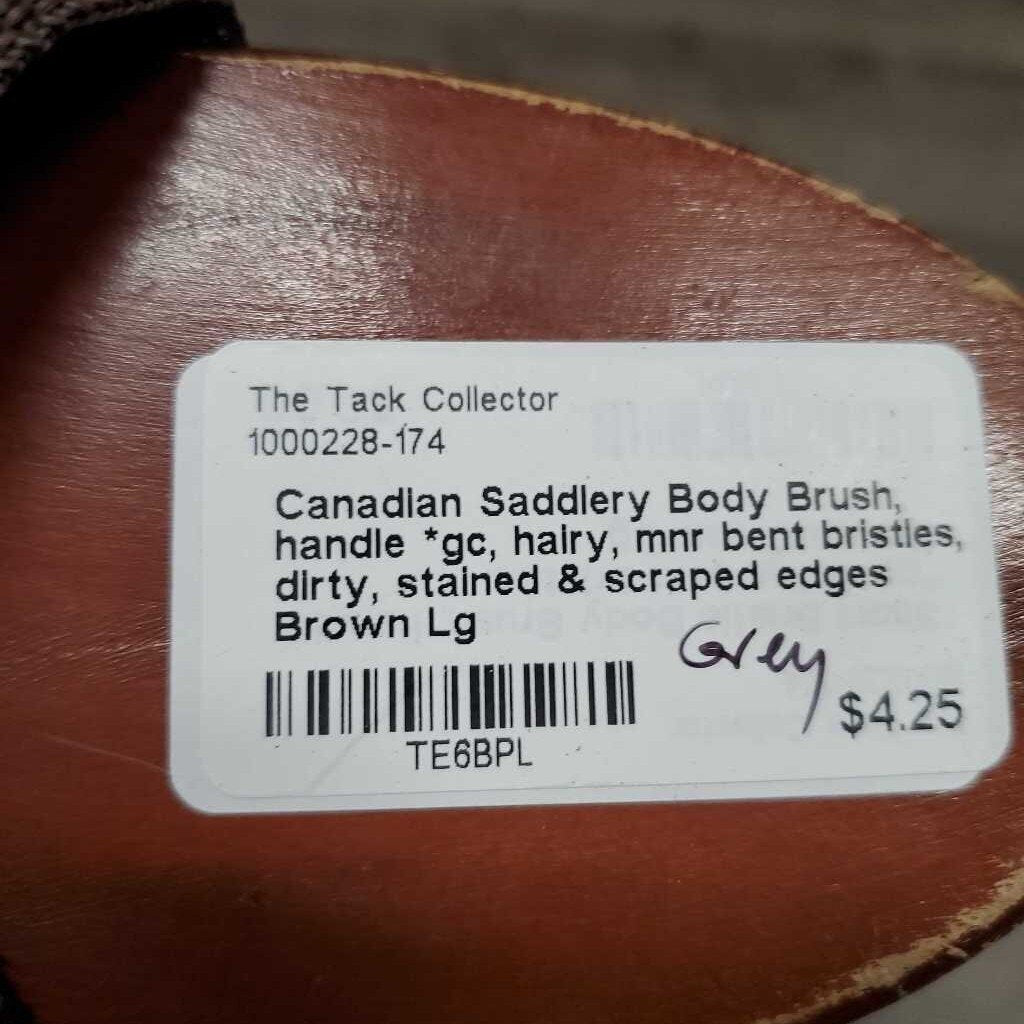 The Tack Collector
1000228-174
Canadian Saddlery Body Brush,
handle *gc, hairy, mnr bent bristles,
dirty, stained & scraped edges
Brown Lg
Grey
$4.25
TE6BPL